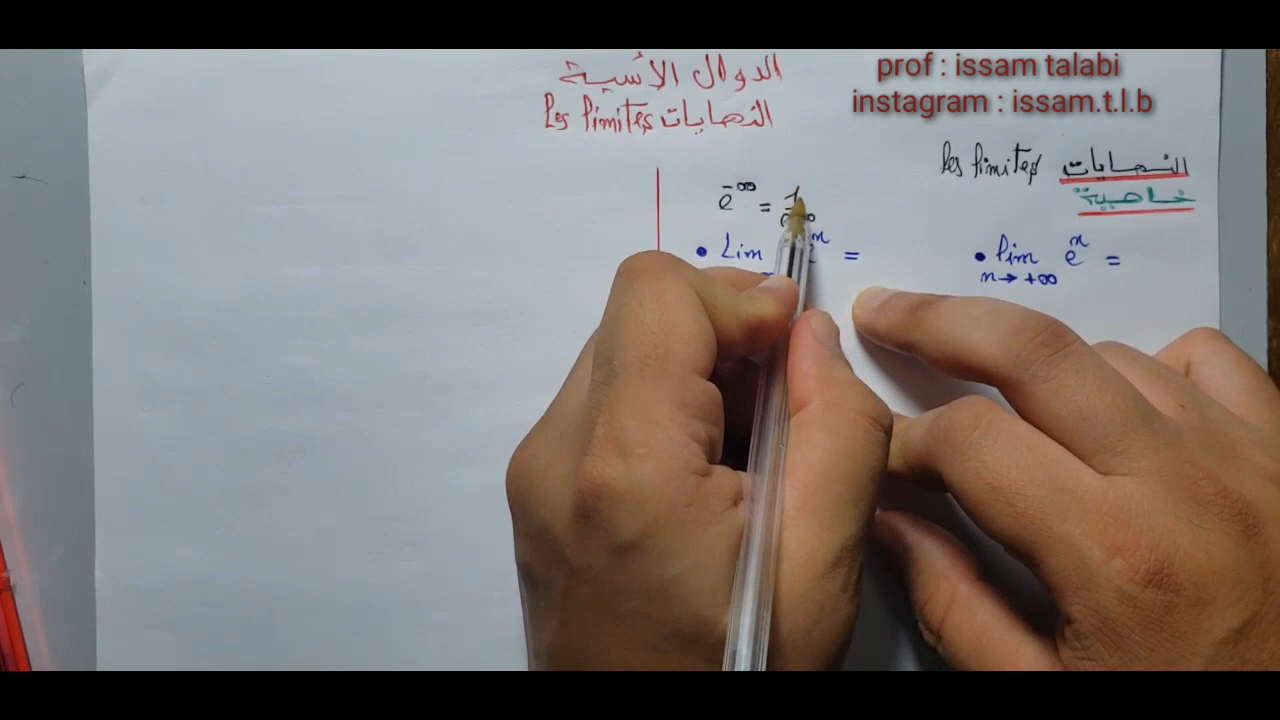 prof : issam talabi
instagram : issam.t.l.b
الدوال الأسية
النهايات Les limites
النهايات les limites
خاصية
e^-∞ = 1
• Lim e^x =
• lim e^x =
x→ +∞